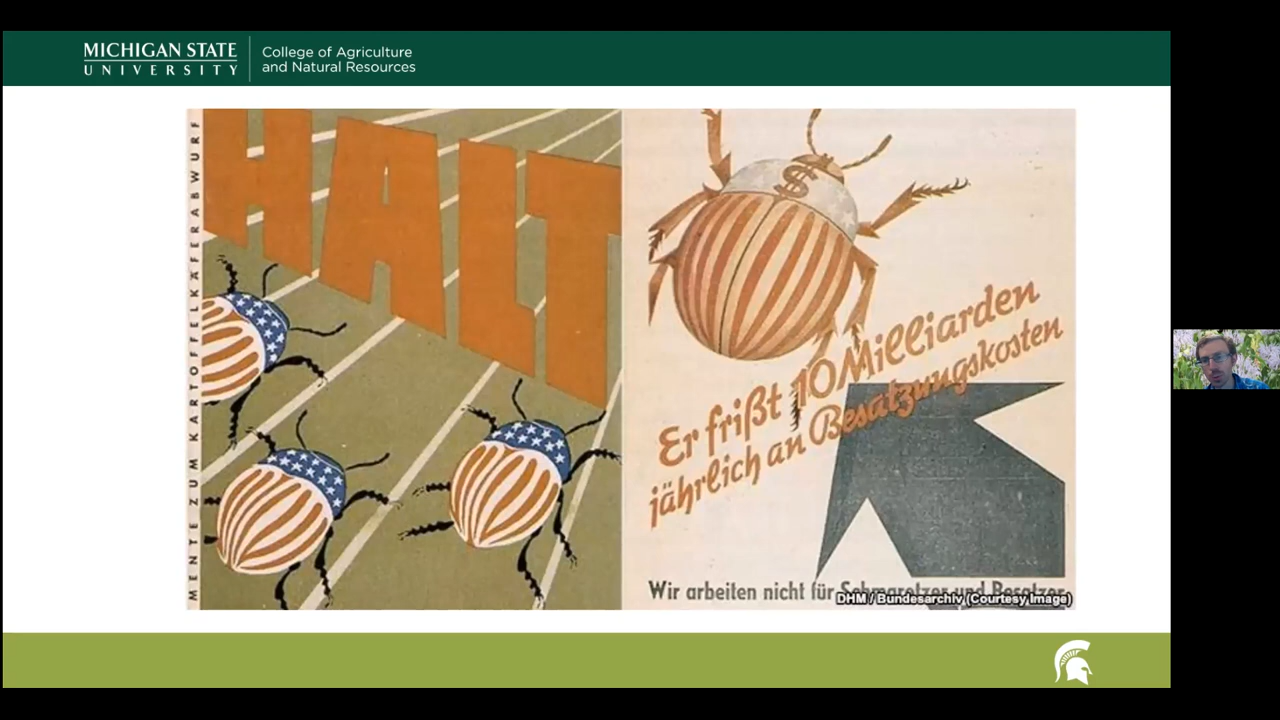 MICHIGAN STATE
UNIVERSITY
College of Agriculture
and Natural Resources
MENTE ZUM KARTOFFELKÄFERABWURF
HALT
$
Er frißt 10 Milliarden
jährlich an Besatzungskosten
Wir arbeiten nicht für Schmarotzer und Besatzer
DHM / Bundesarchiv (Courtesy Image)